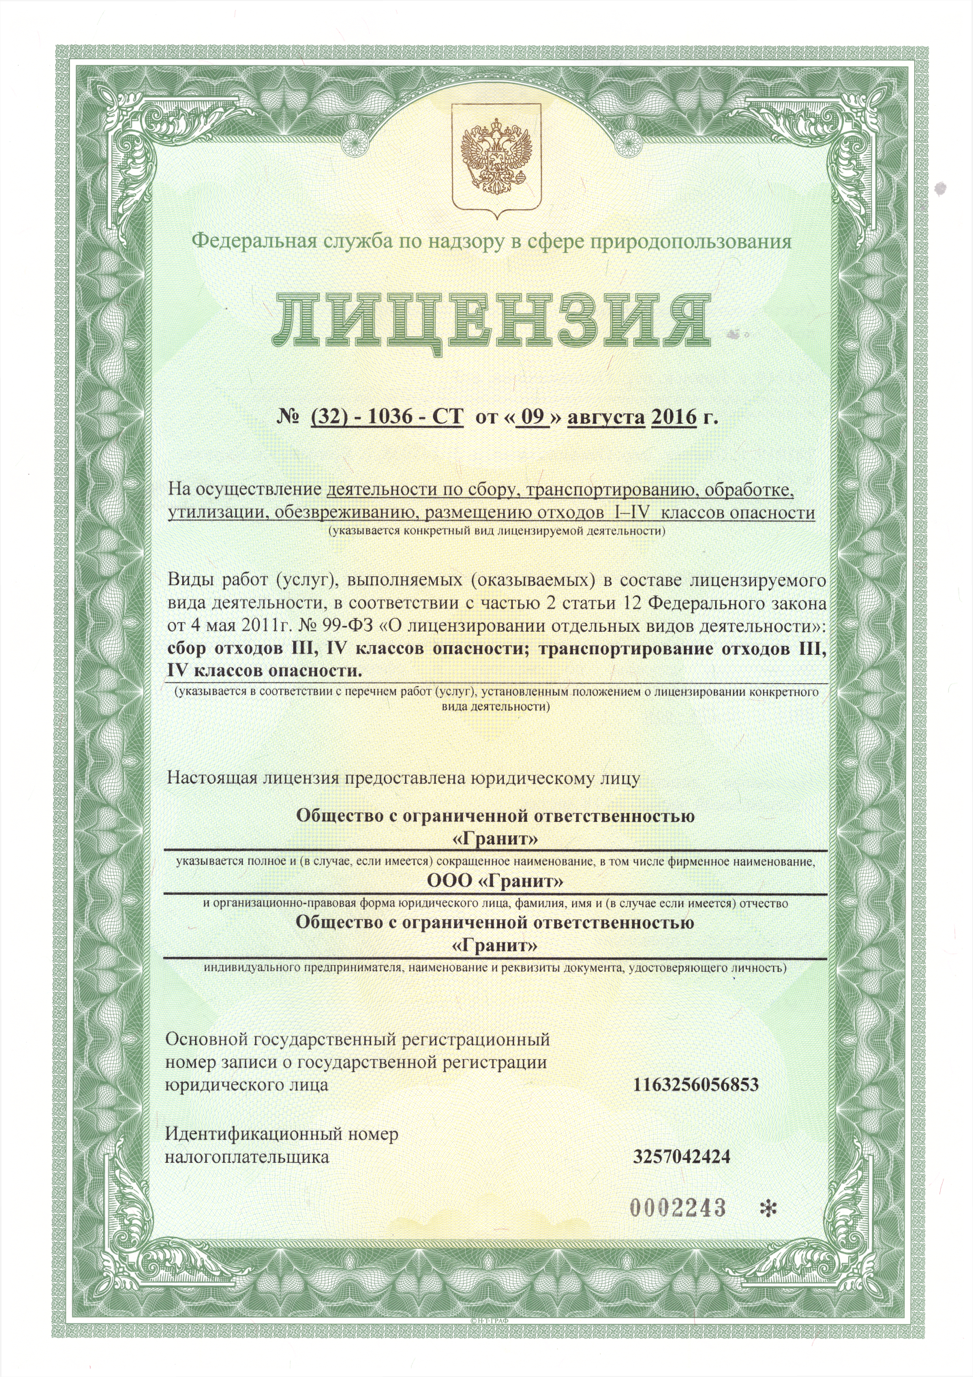 Федеральная служба по надзору в сфере природопользования
ЛИЦЕНЗИЯ
№ (32) - 1036 - СТ от « 09 » августа 2016 г.
На осуществление деятельности по сбору, транспортированию, обработке,
утилизации, обезвреживанию, размещению отходов I–IV классов опасности
(указывается конкретный вид лицензируемой деятельности)
Виды работ (услуг), выполняемых (оказываемых) в составе лицензируемого
вида деятельности, в соответствии с частью 2 статьи 12 Федерального закона
от 4 мая 2011г. № 99-ФЗ «О лицензировании отдельных видов деятельности»:
сбор отходов III, IV классов опасности; транспортирование отходов III,
IV классов опасности.
(указывается в соответствии с перечнем работ (услуг), установленным положением о лицензировании конкретного
вида деятельности)
Настоящая лицензия предоставлена юридическому лицу
Общество с ограниченной ответственностью
«Гранит»
указывается полное и (в случае, если имеется) сокращенное наименование, в том числе фирменное наименование,
ООО «Гранит»
и организационно-правовая форма юридического лица, фамилия, имя и (в случае если имеется) отчество
Общество с ограниченной ответственностью
«Гранит»
индивидуального предпринимателя, наименование и реквизиты документа, удостоверяющего личность)
Основной государственный регистрационный
номер записи о государственной регистрации
юридического лица 1163256056853
Идентификационный номер
налогоплательщика 3257042424
0002243 *
© Н-Т-ГРАФ